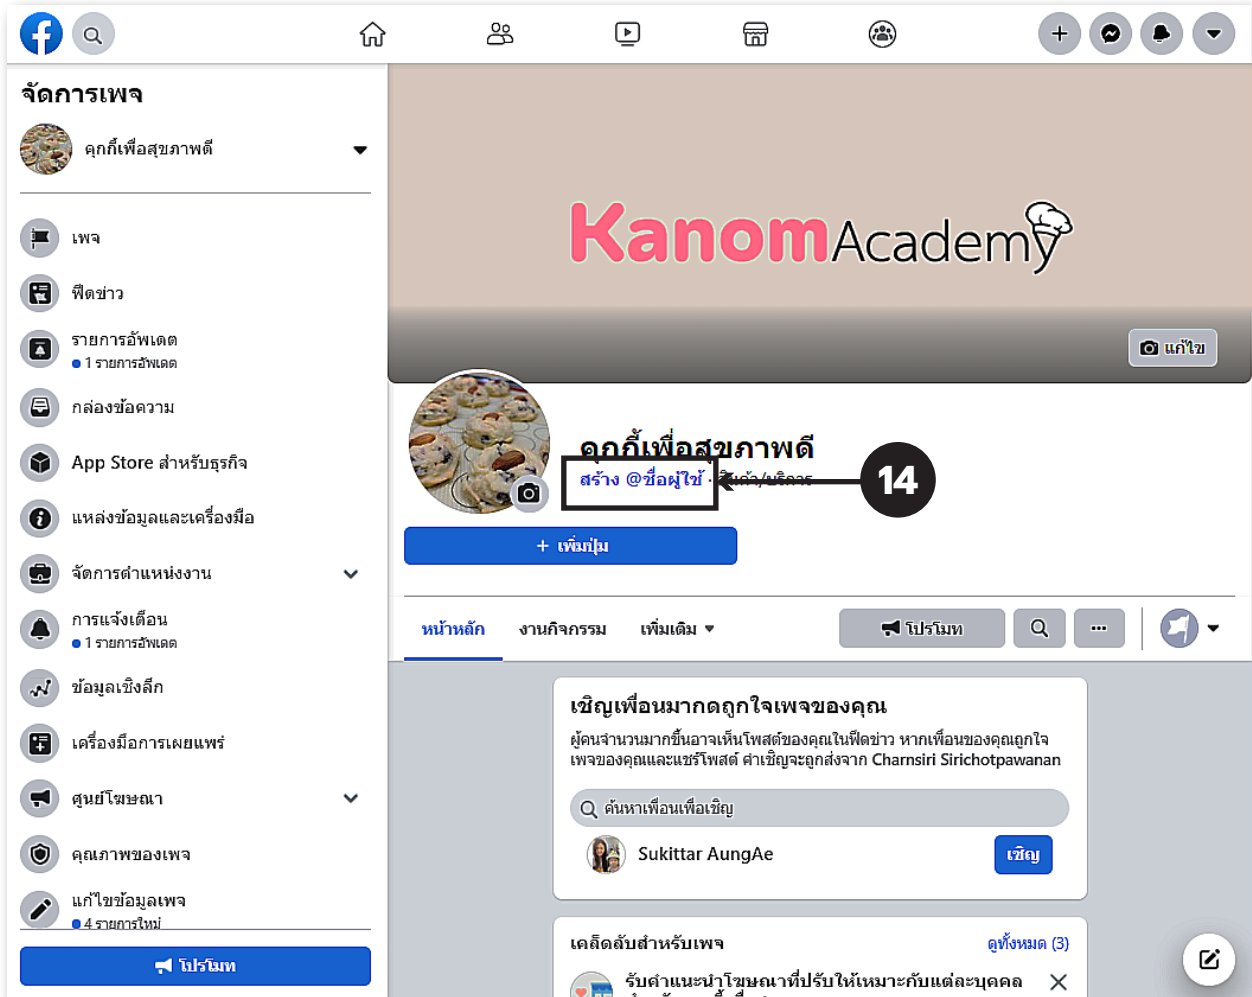 จัดการเพจ
คุกกี้เพื่อสุขภาพดี
เพจ
ฟีดข่าว
รายการอัพเดต
1 รายการอัพเดต
กล่องข้อความ
App Store สำหรับธุรกิจ
แหล่งข้อมูลและเครื่องมือ
จัดการตำแหน่งงาน
การแจ้งเตือน
1 รายการอัพเดต
ข้อมูลเชิงลึก
เครื่องมือการเผยแพร่
ศูนย์โฆษณา
คุณภาพของเพจ
แก้ไขข้อมูลเพจ
4 รายการใหม่
โปรโมท
KanomAcademy
แก้ไข
คุกกี้เพื่อสุขภาพดี
สร้าง @ชื่อผู้ใช้ · สินค้า/บริการ
14
+ เพิ่มปุ่ม
หน้าหลัก งานกิจกรรม เพิ่มเติม โปรโมท
เชิญเพื่อนมากดถูกใจเพจของคุณ
ผู้คนจำนวนมากขึ้นอาจเห็นโพสต์ของคุณในฟีดข่าว หากเพื่อนของคุณถูกใจ
เพจของคุณและแชร์โพสต์ คำเชิญจะถูกส่งจาก Charnsiri Sirichotpawanan
ค้นหาเพื่อนเพื่อเชิญ
Sukittar AungAe เชิญ
เคล็ดลับสำหรับเพจ ดูทั้งหมด (3)
รับคำแนะนำโฆษณาที่ปรับให้เหมาะกับแต่ละบุคคล